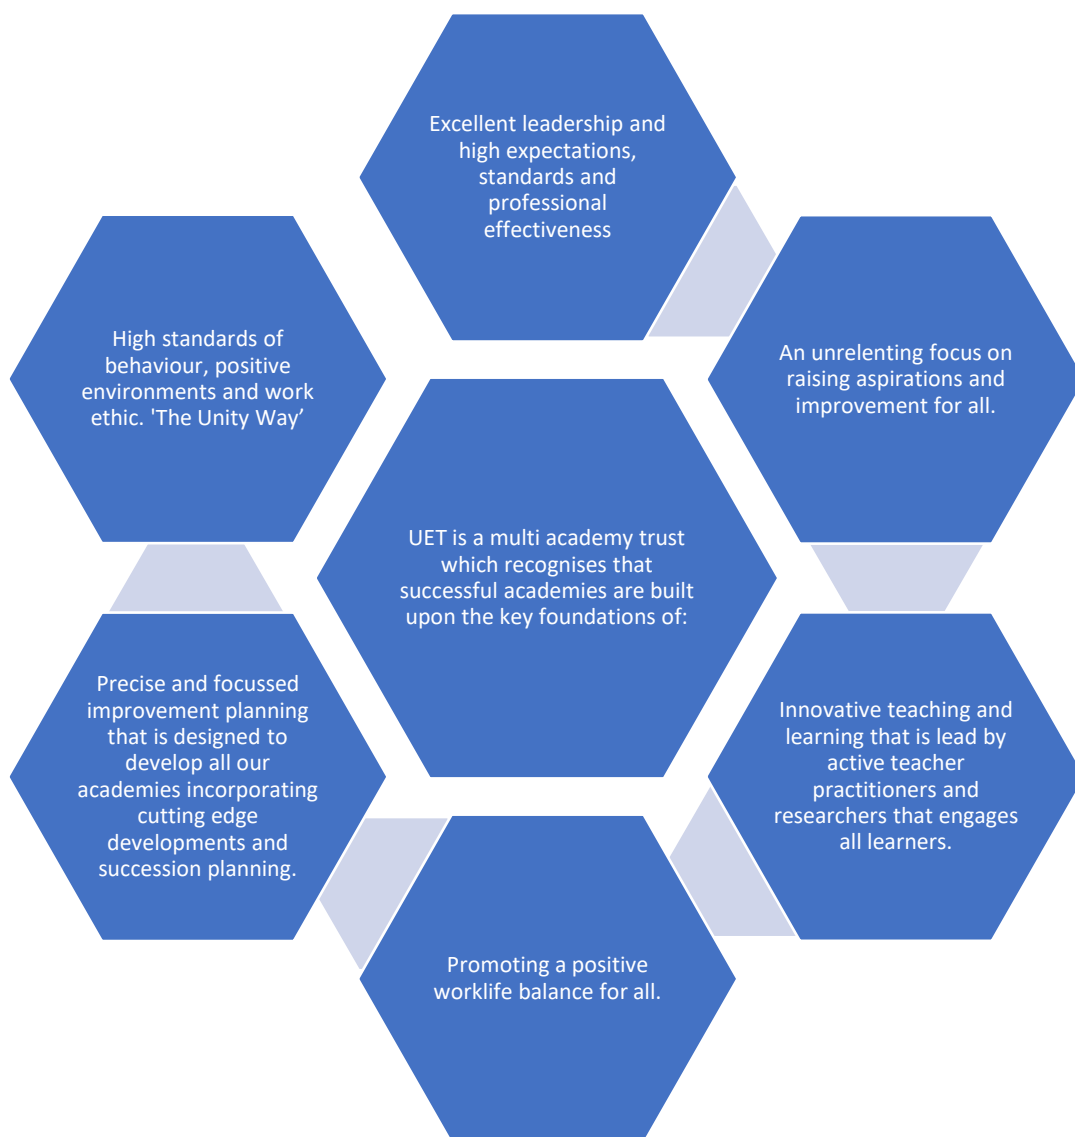 Excellent leadership and
high expectations,
standards and
professional
effectiveness
An unrelenting focus on
raising aspirations and
improvement for all.
Innovative teaching and
learning that is lead by
active teacher
practitioners and
researchers that engages
all learners.
Promoting a positive
worklife balance for all.
Precise and focussed
improvement planning
that is designed to
develop all our
academies incorporating
cutting edge
developments and
succession planning.
High standards of
behaviour, positive
environments and work
ethic. 'The Unity Way’
UET is a multi academy trust
which recognises that
successful academies are built
upon the key foundations of: